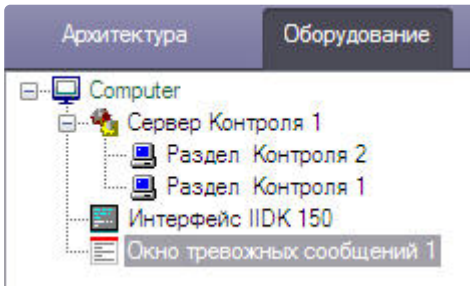 Архитектура Оборудование
Computer
Сервер Контроля 1
Раздел Контроля 2
Раздел Контроля 1
Интерфейс IIDK 150
Окно тревожных сообщений 1